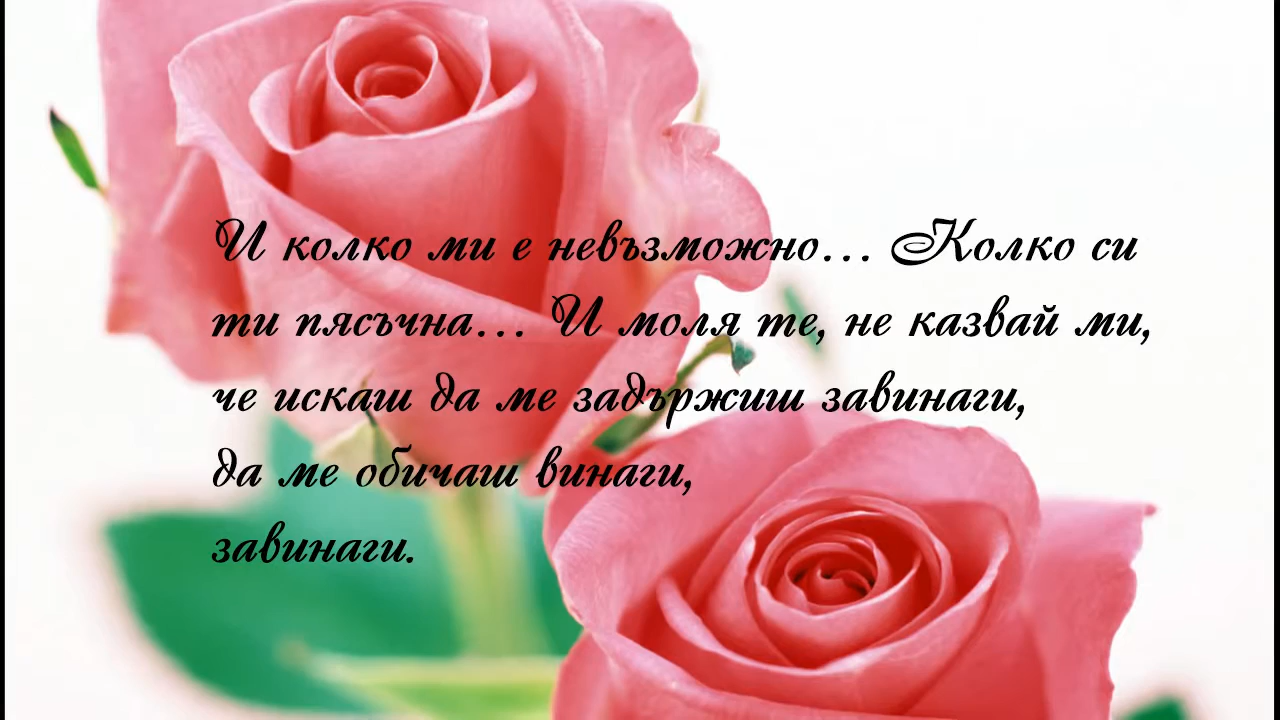 И колко ми е невъзможно... Колко си
ти пясъчна... И моля те, не казвай ми,
че искаш да ме задържиш завинаги,
да ме обичаш винаги,
завинаги.